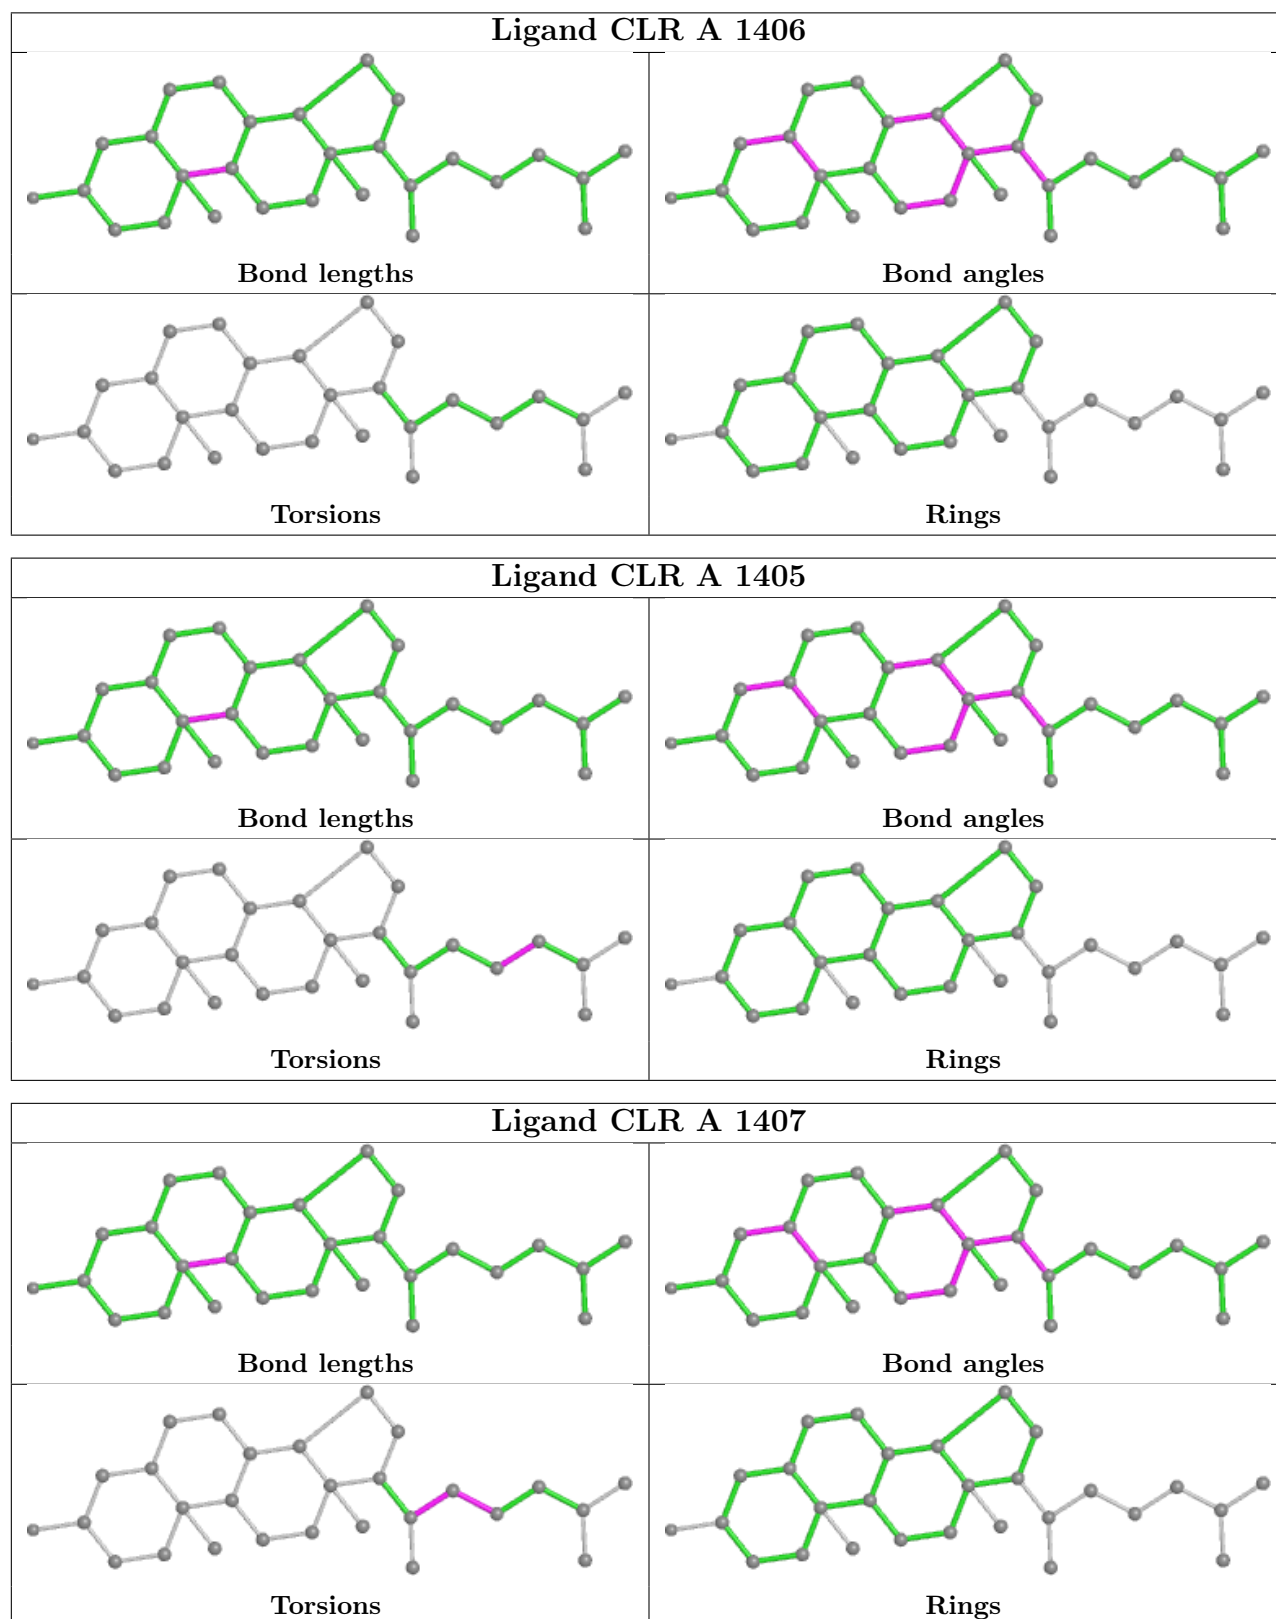 Ligand CLR A 1406
Bond lengths
Bond angles
Torsions
Rings
Ligand CLR A 1405
Bond lengths
Bond angles
Torsions
Rings
Ligand CLR A 1407
Bond lengths
Bond angles
Torsions
Rings